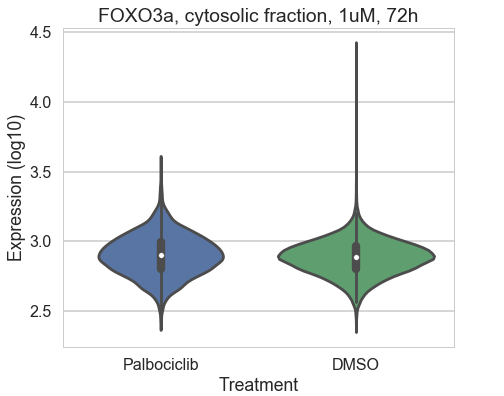 FOXO3a, cytosolic fraction, 1uM, 72h
Expression (log10)
4.5
4.0
3.5
3.0
2.5
Palbociclib
DMSO
Treatment